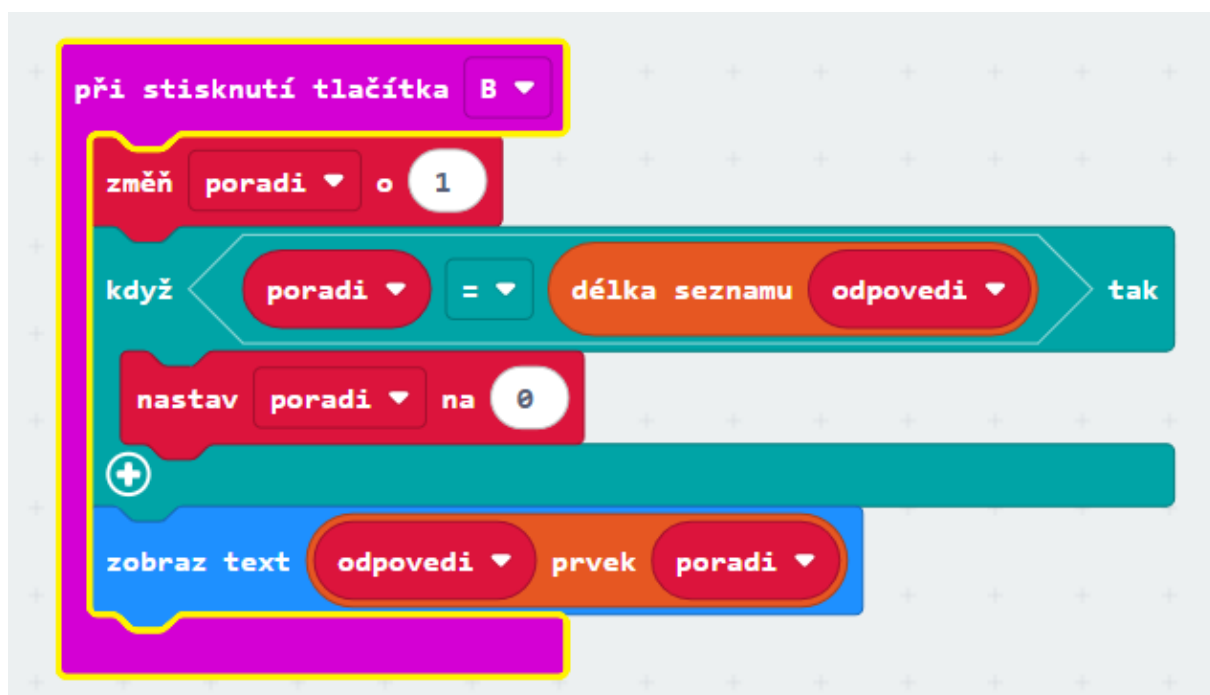 při stisknutí tlačítka B
změň poradi o 1
když poradi = délka seznamu odpovedi tak
nastav poradi na 0
zobraz text odpovedi prvek poradi